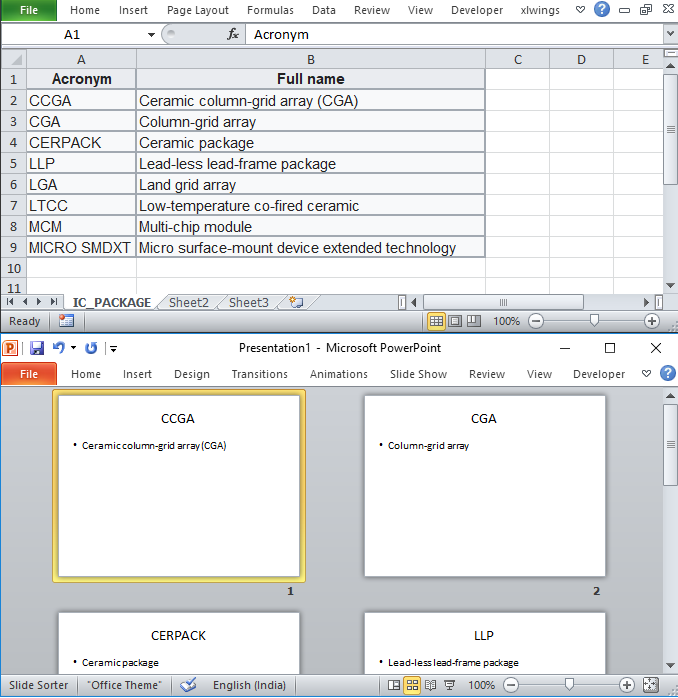 File Home Insert Page Layout Formulas Data Review View Developer xlwings
A1 fx Acronym
A B C D E
1 Acronym Full name
2 CCGA Ceramic column-grid array (CGA)
3 CGA Column-grid array
4 CERPACK Ceramic package
5 LLP Lead-less lead-frame package
6 LGA Land grid array
7 LTCC Low-temperature co-fired ceramic
8 MCM Multi-chip module
9 MICRO SMDXT Micro surface-mount device extended technology
10
11
IC_PACKAGE Sheet2 Sheet3
Ready 100%
Presentation1 - Microsoft PowerPoint
File Home Insert Design Transitions Animations Slide Show Review View Developer
CCGA CGA
• Ceramic column-grid array (CGA) • Column-grid array
1 2
CERPACK LLP
• Ceramic package • Lead-less lead-frame package
Slide Sorter "Office Theme" English (India) 100%